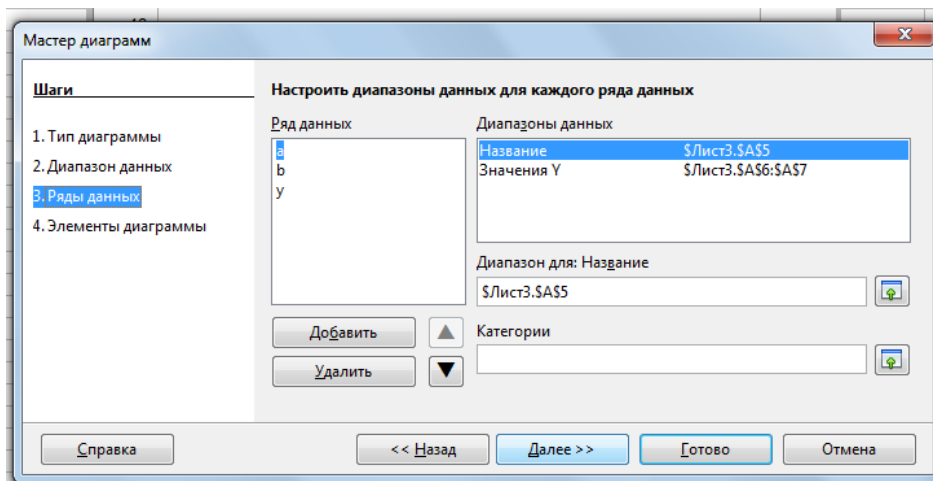 Мастер диаграмм
Шаги
1. Тип диаграммы
2. Диапазон данных
3. Ряды данных
4. Элементы диаграммы
Настроить диапазоны данных для каждого ряда данных
Ряд данных
a
b
y
Добавить
Удалить
Диапазоны данных
Название $Лист3.$A$5
Значения Y $Лист3.$A$6:$A$7
Диапазон для: Название
$Лист3.$A$5
Категории
Справка
<< Назад
Далее >>
Готово
Отмена